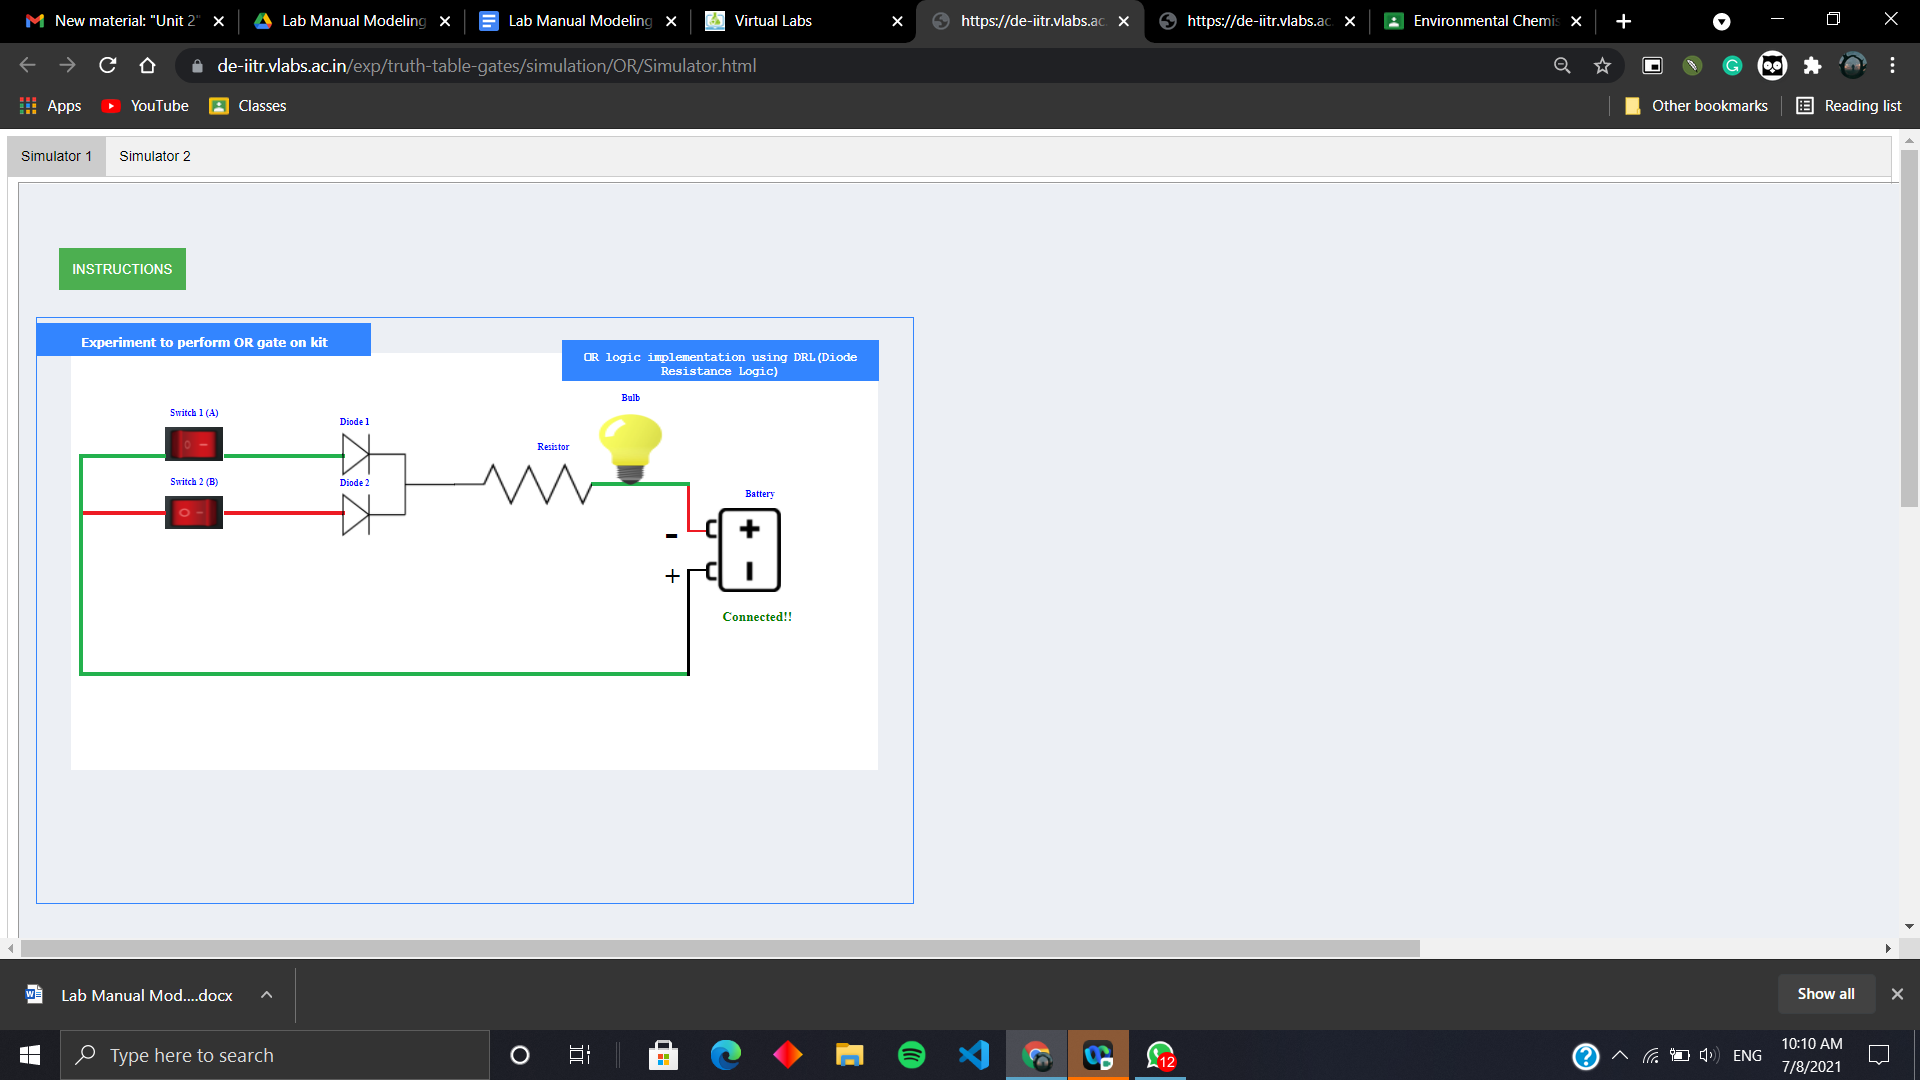 New material: "Unit 2"
Lab Manual Modeling
Lab Manual Modeling
Virtual Labs
https://de-iitr.vlabs.ac
https://de-iitr.vlabs.ac
Environmental Chemis
de-iitr.vlabs.ac.in/exp/truth-table-gates/simulation/OR/Simulator.html
Apps
YouTube
Classes
Other bookmarks
Reading list
Simulator 1
Simulator 2
INSTRUCTIONS
Experiment to perform OR gate on kit
OR logic implementation using DRL(Diode
Resistance Logic)
Bulb
Switch 1 (A)
Diode 1
Resistor
Switch 2 (B)
Diode 2
Battery
-
+
Connected!!
Lab Manual Mod....docx
Show all
Type here to search
12
ENG
10:10 AM
7/8/2021